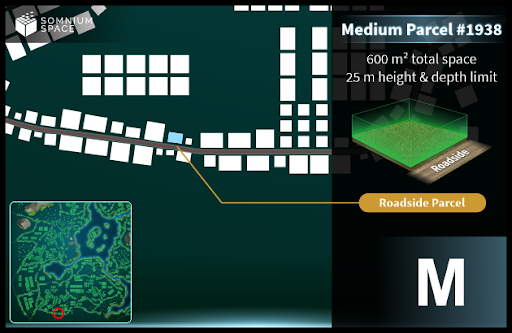 SOMNIUM
SPACE
Medium Parcel #1938
600 m² total space
25 m height & depth limit
Roadside
Roadside Parcel
M